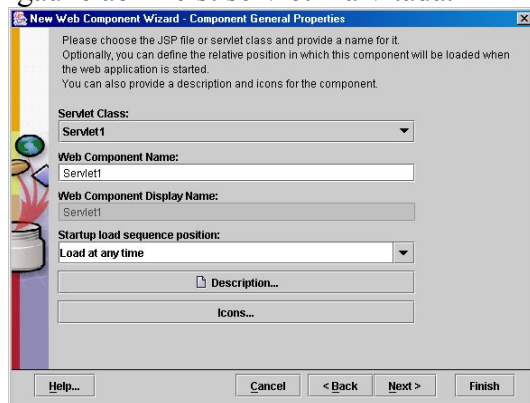 New Web Component Wizard - Component General Properties
Please choose the JSP file or servlet class and provide a name for it.
Optionally, you can define the relative position in which this component will be loaded when
the web application is started.
You can also provide a description and icons for the component.
Servlet Class:
Servlet1
Web Component Name:
Servlet1
Web Component Display Name:
Servlet1
Startup load sequence position:
Load at any time
Description...
Icons...
Help... Cancel < Back Next > Finish